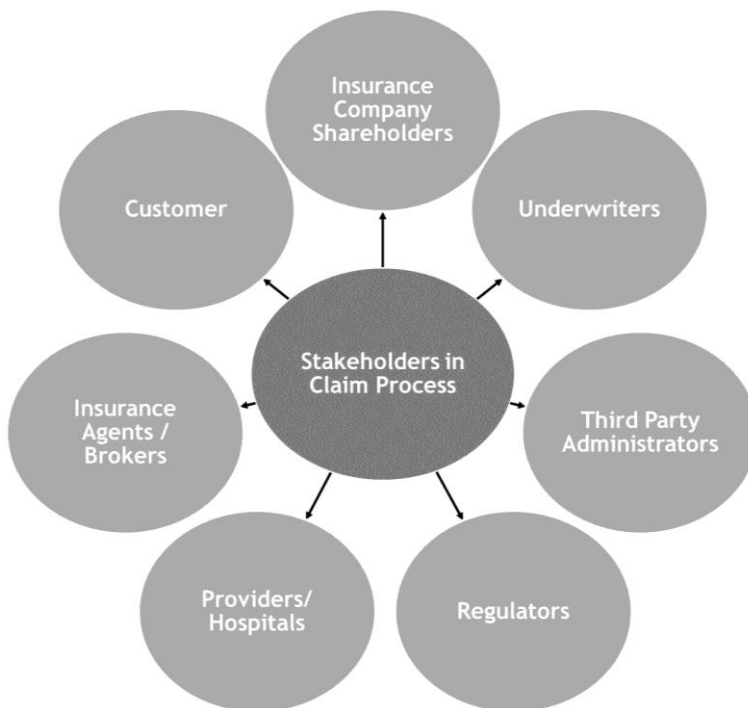 Insurance
Company
Shareholders
Customer
Underwriters
Stakeholders in
Claim Process
Insurance
Agents /
Brokers
Third Party
Administrators
Providers/
Hospitals
Regulators